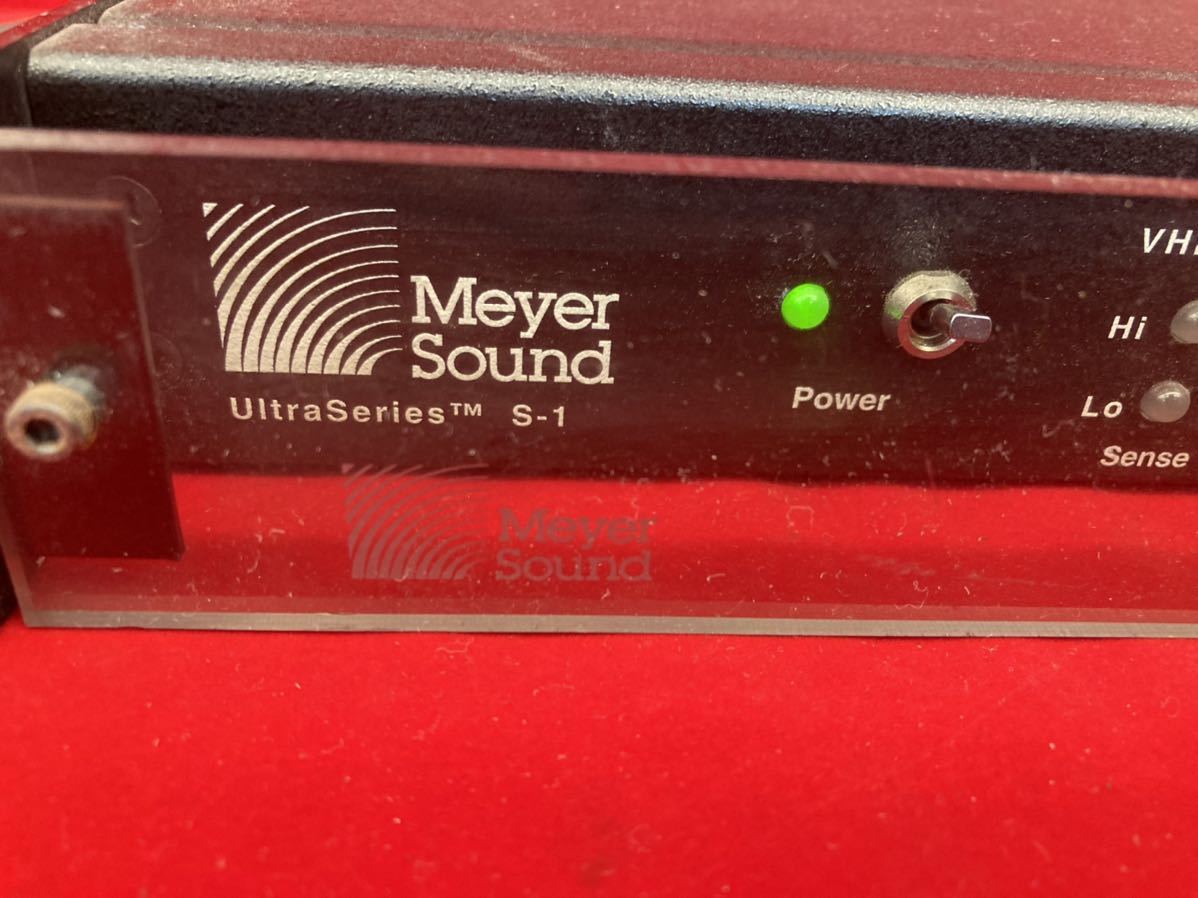 Meyer
Sound
UltraSeries™ S-1
Power
Hi
Lo
Sense
Meyer
Sound